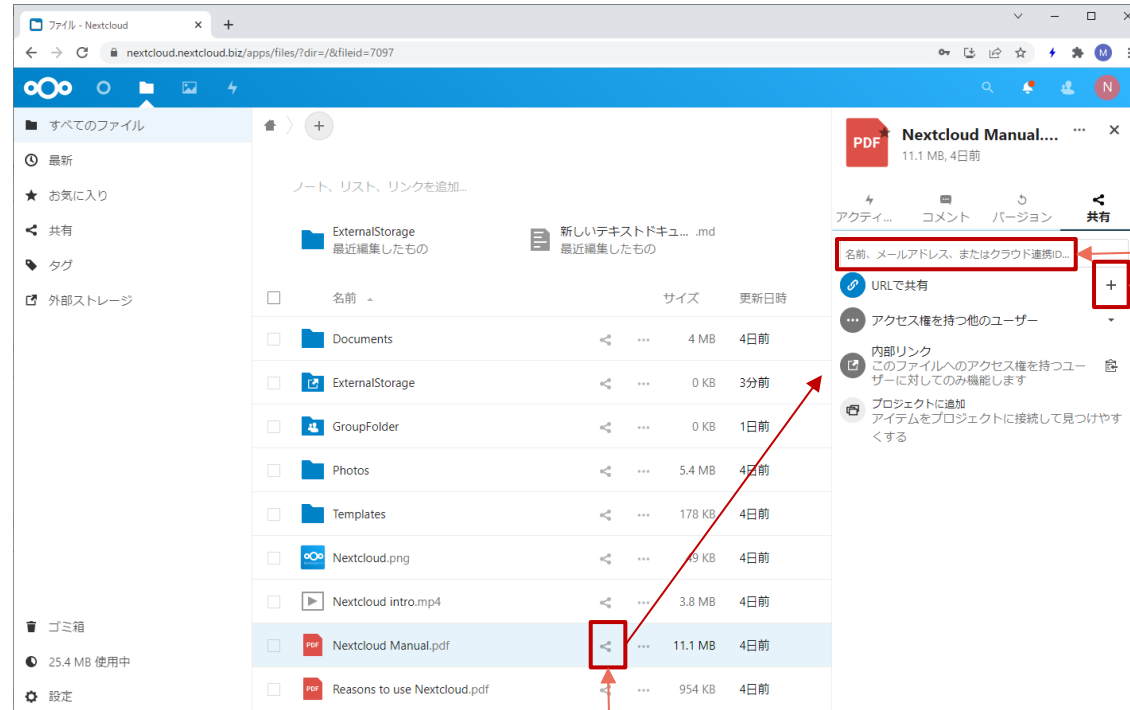 ファイル - Nextcloud
nextcloud.nextcloud.biz/apps/files/?dir=/&fileid=7097
M
N
すべてのファイル
最新
お気に入り
共有
タグ
外部ストレージ
ゴミ箱
25.4 MB 使用中
設定
ノート、リスト、リンクを追加...
ExternalStorage
最近編集したもの
新しいテキストドキュ... .md
最近編集したもの
名前 サイズ 更新日時
Documents 4 MB 4日前
ExternalStorage 0 KB 3分前
GroupFolder 0 KB 1日前
Photos 5.4 MB 4日前
Templates 178 KB 4日前
Nextcloud.png 49 KB 4日前
Nextcloud intro.mp4 3.8 MB 4日前
PDF Nextcloud Manual.pdf 11.1 MB 4日前
PDF Reasons to use Nextcloud.pdf 954 KB 4日前
PDF
Nextcloud Manual....
11.1 MB, 4日前
アクティ... コメント バージョン 共有
名前、メールアドレス、またはクラウド連携ID...
URLで共有
アクセス権を持つ他のユーザー
内部リンク
このファイルへのアクセス権を持つユー
ザーに対してのみ機能します
プロジェクトに追加
アイテムをプロジェクトに接続して見つけやす
くする